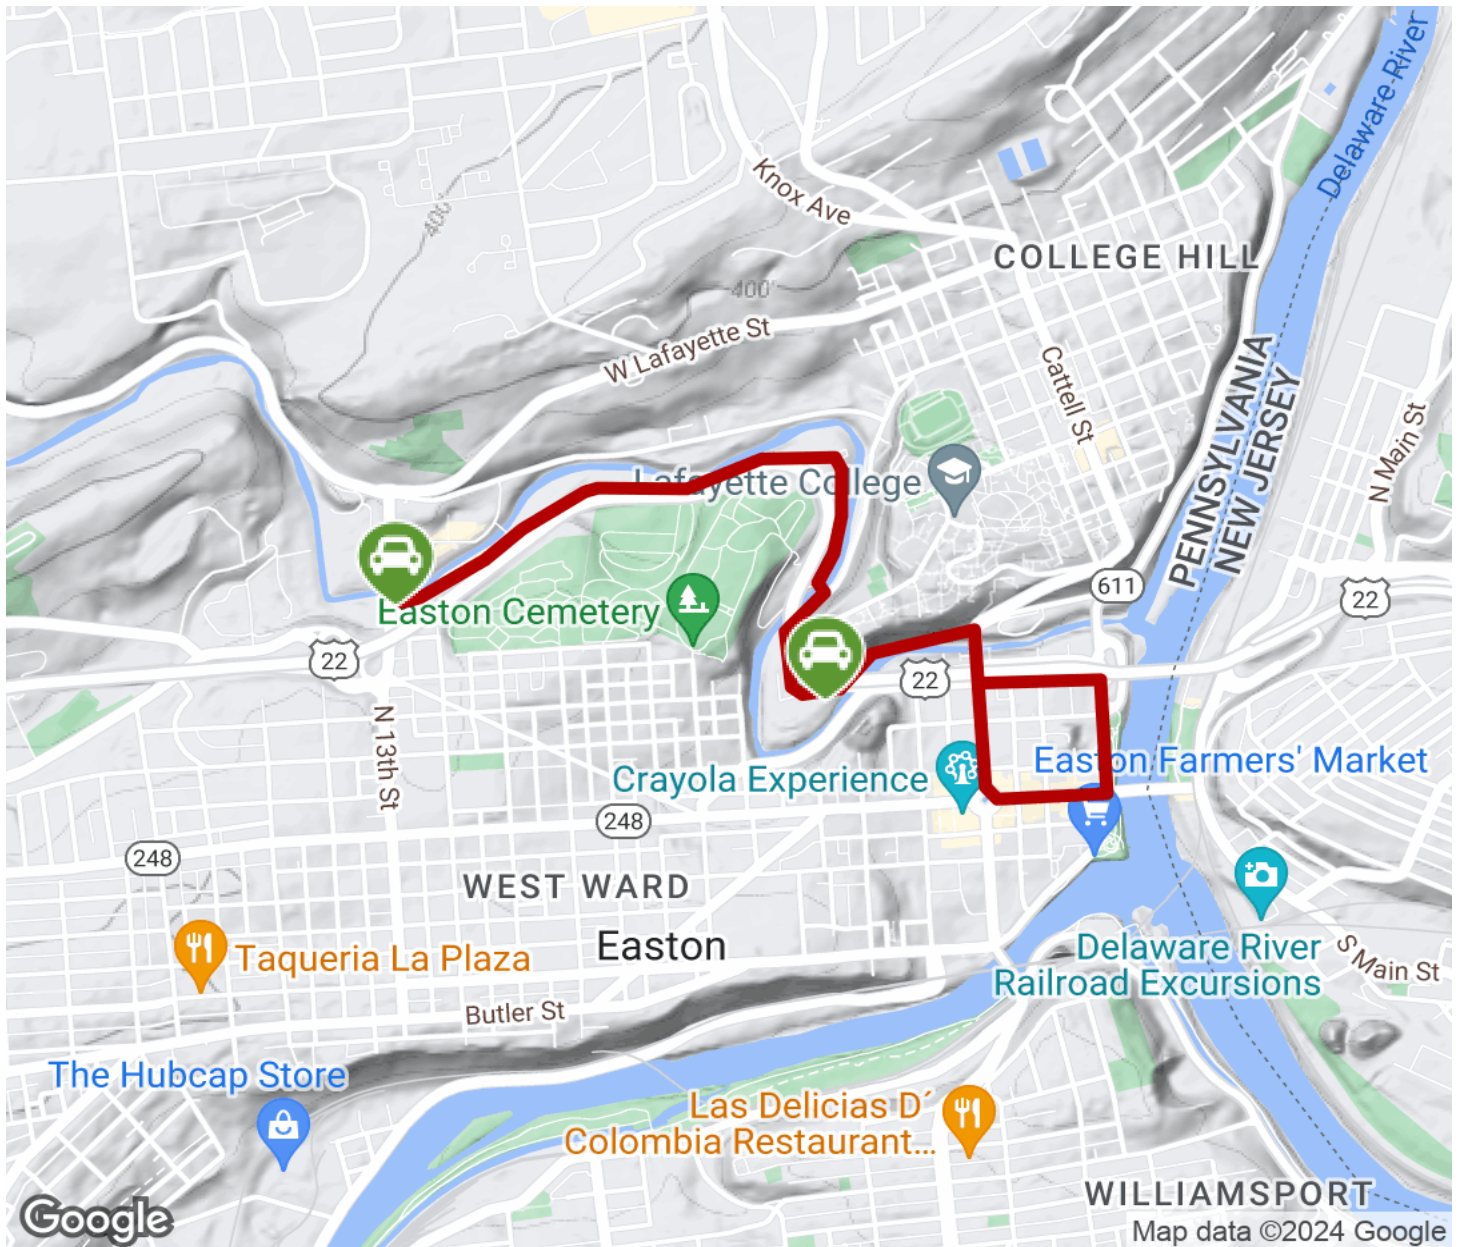 Delaware River
Knox Ave
COLLEGE HILL
400'
400'
W Lafayette St
Cattell St
PENNSYLVANIA
NEW JERSEY
N Main St
Lafayette College
611
22
Easton Cemetery
22
22
N 13th St
Easton Farmers' Market
Crayola Experience
248
248
WEST WARD
Easton
Taqueria La Plaza
Delaware River
Railroad Excursions
S Main St
Butler St
The Hubcap Store
Las Delicias D´
Colombia Restaurant...
WILLIAMSPORT
Google
Map data ©2024 Google